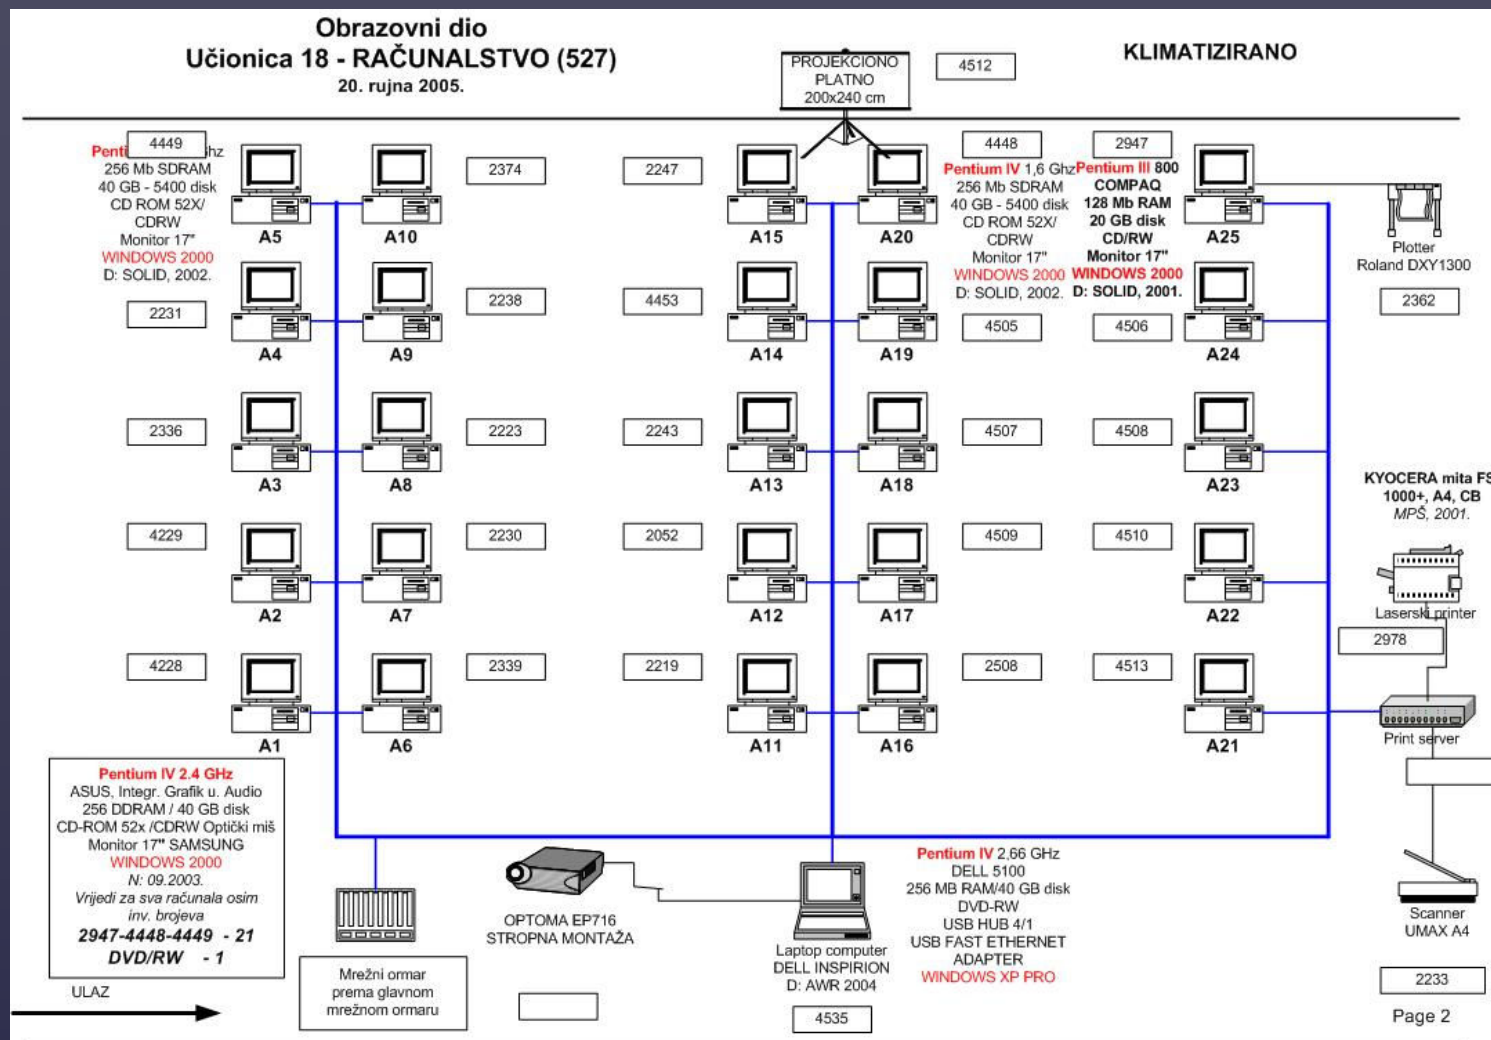 Obrazovni dio
Učionica 18 - RAČUNALSTVO (527)
20. rujna 2005.
PROJEKCIONO
PLATNO
200x240 cm
4512
KLIMATIZIRANO
4449
256 Mb SDRAM
40 GB - 5400 disk
CD ROM 52X/
CDRW
Monitor 17"
WINDOWS 2000
D: SOLID, 2002.
A5
A10
2374
2247
A15
A20
4448
Pentium IV 1,6 Ghz
256 Mb SDRAM
40 GB - 5400 disk
CD ROM 52X/
CDRW
Monitor 17"
WINDOWS 2000
D: SOLID, 2002.
2947
Pentium III 800
COMPAQ
128 Mb RAM
20 GB disk
CD/RW
Monitor 17"
WINDOWS 2000
D: SOLID, 2001.
A25
Plotter
Roland DXY1300
2362
2231
A4
A9
2238
4453
A14
A19
4505
4506
A24
2336
A3
A8
2223
2243
A13
A18
4507
4508
A23
KYOCERA mita FS
1000+, A4, CB
MPŠ, 2001.
Laserski printer
2978
4229
A2
A7
2230
2052
A12
A17
4509
4510
A22
4228
A1
A6
2339
2219
A11
A16
2508
4513
A21
Print server
Pentium IV 2.4 GHz
ASUS, Integr. Grafik u. Audio
256 DDRAM / 40 GB disk
CD-ROM 52x /CDRW Optički miš
Monitor 17" SAMSUNG
WINDOWS 2000
N: 09.2003.
Vrijedi za sva računala osim
inv. brojeva
2947-4448-4449 - 21
DVD/RW - 1
ULAZ
Mrežni ormar
prema glavnom
mrežnom ormaru
OPTOMA EP716
STROPNA MONTAŽA
Laptop computer
DELL INSPIRION
D: AWR 2004
4535
Pentium IV 2,66 GHz
DELL 5100
256 MB RAM/40 GB disk
DVD-RW
USB HUB 4/1
USB FAST ETHERNET
ADAPTER
WINDOWS XP PRO
Scanner
UMAX A4
2233
Page 2